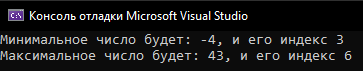 Консоль отладки Microsoft Visual Studio
Минимальное число будет: -4, и его индекс 3
Максимальное число будет: 43, и его индекс 6